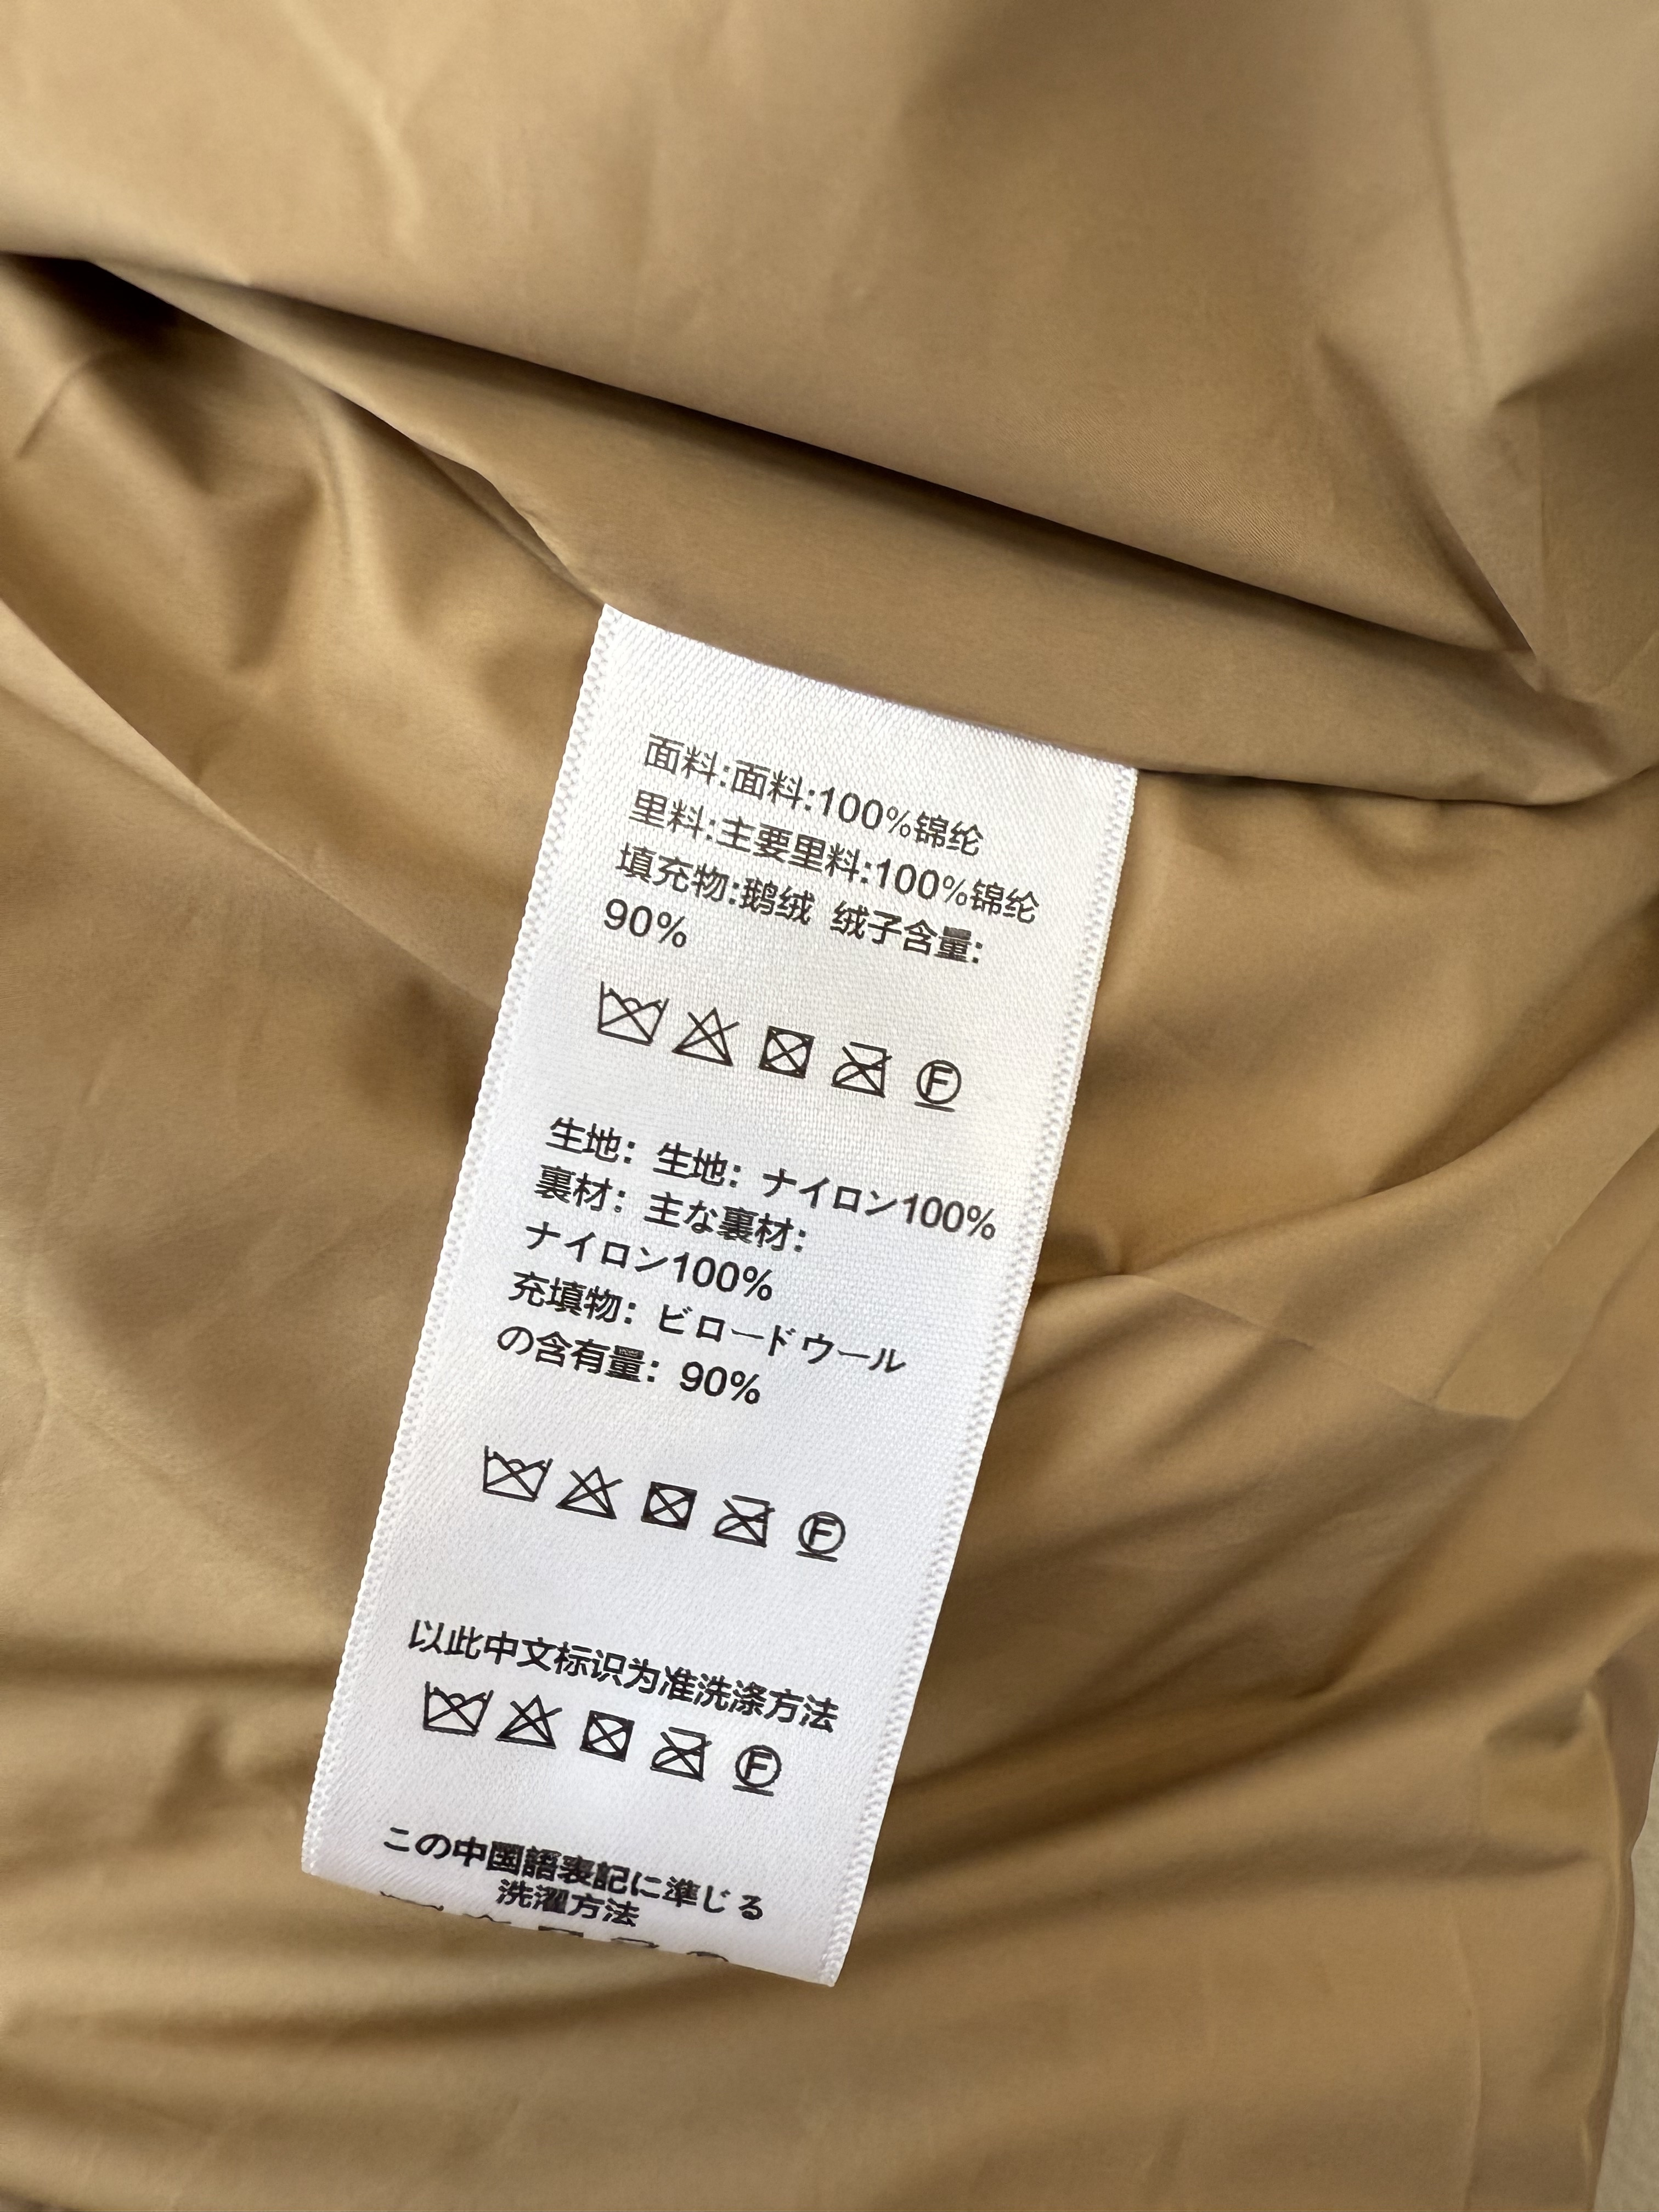 面料:面料:100%锦纶
里料:主要里料:100%锦纶
填充物:鹅绒 绒子含量:
90%
F
生地：生地：ナイロン100%
裏材：主な裏材：
ナイロン100%
充填物：ビロードウール
の含有量：90%
F
以此中文标识为准洗涤方法
F
この中国語表記に準じる
洗濯方法